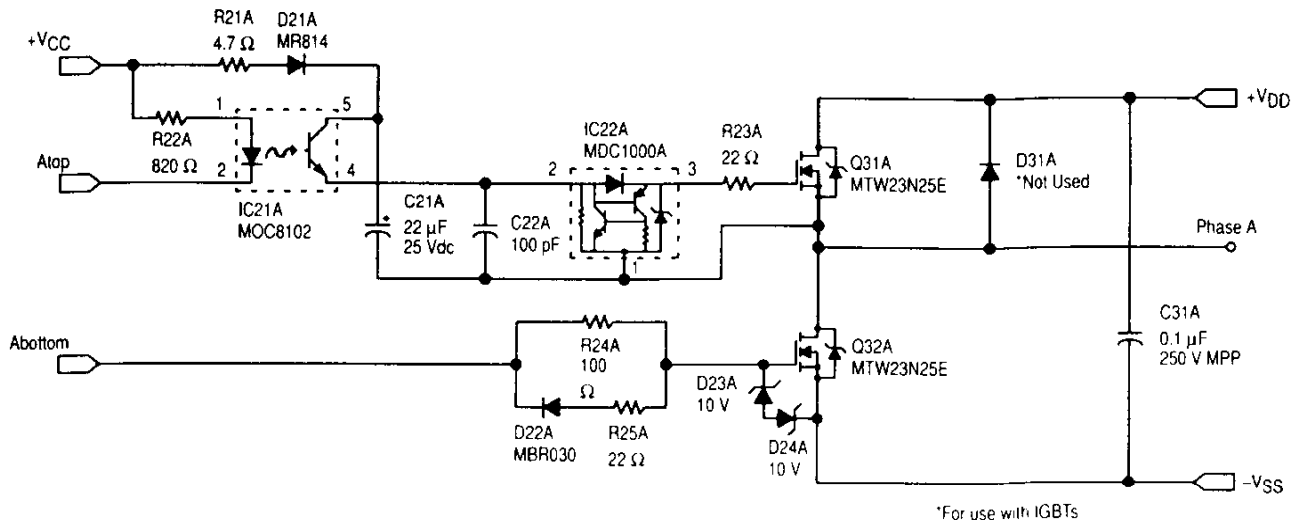 R21A
4.7 Ω
D21A
MR814
+VCC
1
5
R22A
820 Ω
Atop
2
4
IC21A
MOC8102
C21A
+
22 µF
25 Vdc
C22A
100 pF
IC22A
MDC1000A
2
3
1
R23A
22 Ω
Q31A
MTW23N25E
D31A
*Not Used
+VDD
Phase A
C31A
0.1 µF
250 V MPP
Abottom
R24A
100
Ω
D22A
MBR030
R25A
22 Ω
D23A
10 V
D24A
10 V
Q32A
MTW23N25E
–VSS
*For use with IGBTs